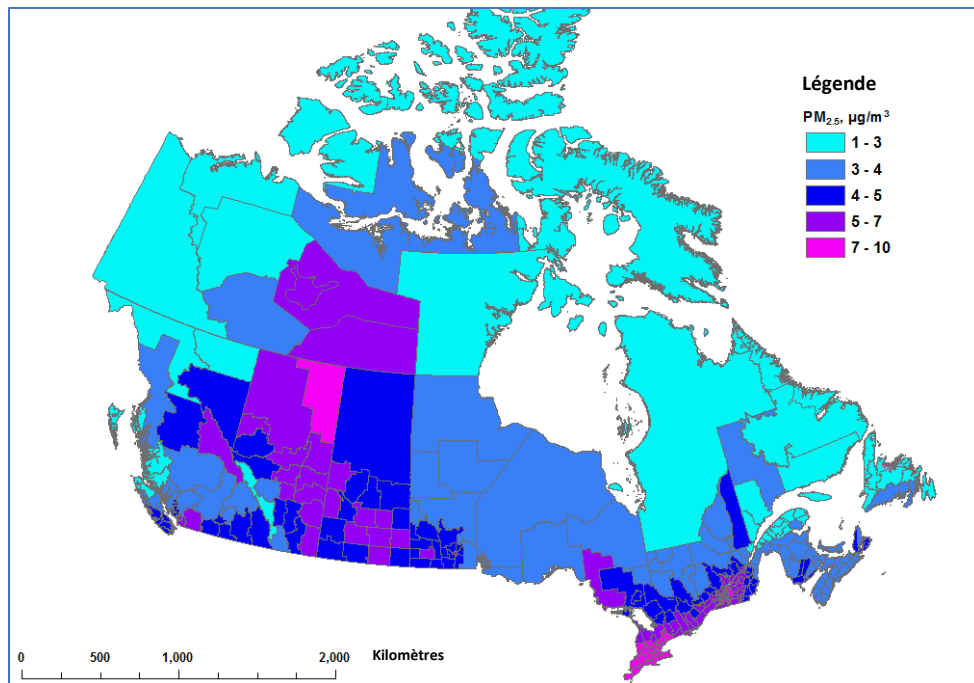 Légende
PM2.5, µg/m³
1 - 3
3 - 4
4 - 5
5 - 7
7 - 10
0 500 1,000 2,000 Kilomètres